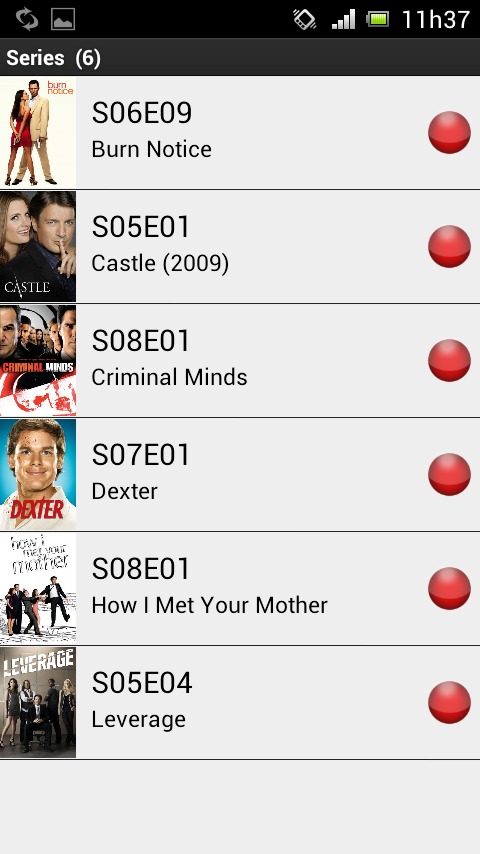 11h37
Series (6)
burn
notice
S06E09
Burn Notice
CASTLE
S05E01
Castle (2009)
CRIMINAL MINDS
S08E01
Criminal Minds
DEXTER
S07E01
Dexter
how i
met your
mother
S08E01
How I Met Your Mother
LEVERAGE
S05E04
Leverage